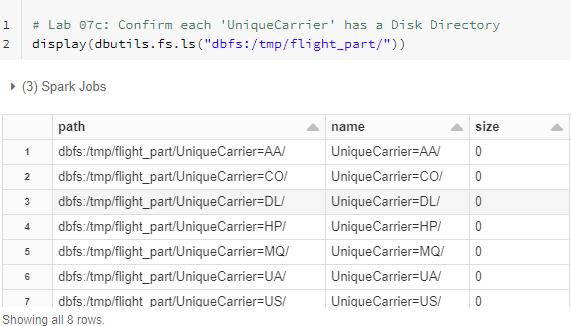 1 # Lab 07c: Confirm each 'UniqueCarrier' has a Disk Directory
2 display(dbutils.fs.ls("dbfs:/tmp/flight_part/"))
(3) Spark Jobs
path name size
1 dbfs:/tmp/flight_part/UniqueCarrier=AA/ UniqueCarrier=AA/ 0
2 dbfs:/tmp/flight_part/UniqueCarrier=CO/ UniqueCarrier=CO/ 0
3 dbfs:/tmp/flight_part/UniqueCarrier=DL/ UniqueCarrier=DL/ 0
4 dbfs:/tmp/flight_part/UniqueCarrier=HP/ UniqueCarrier=HP/ 0
5 dbfs:/tmp/flight_part/UniqueCarrier=MQ/ UniqueCarrier=MQ/ 0
6 dbfs:/tmp/flight_part/UniqueCarrier=UA/ UniqueCarrier=UA/ 0
7 dbfs:/tmp/flight_part/UniqueCarrier=US/ UniqueCarrier=US/ 0
Showing all 8 rows.